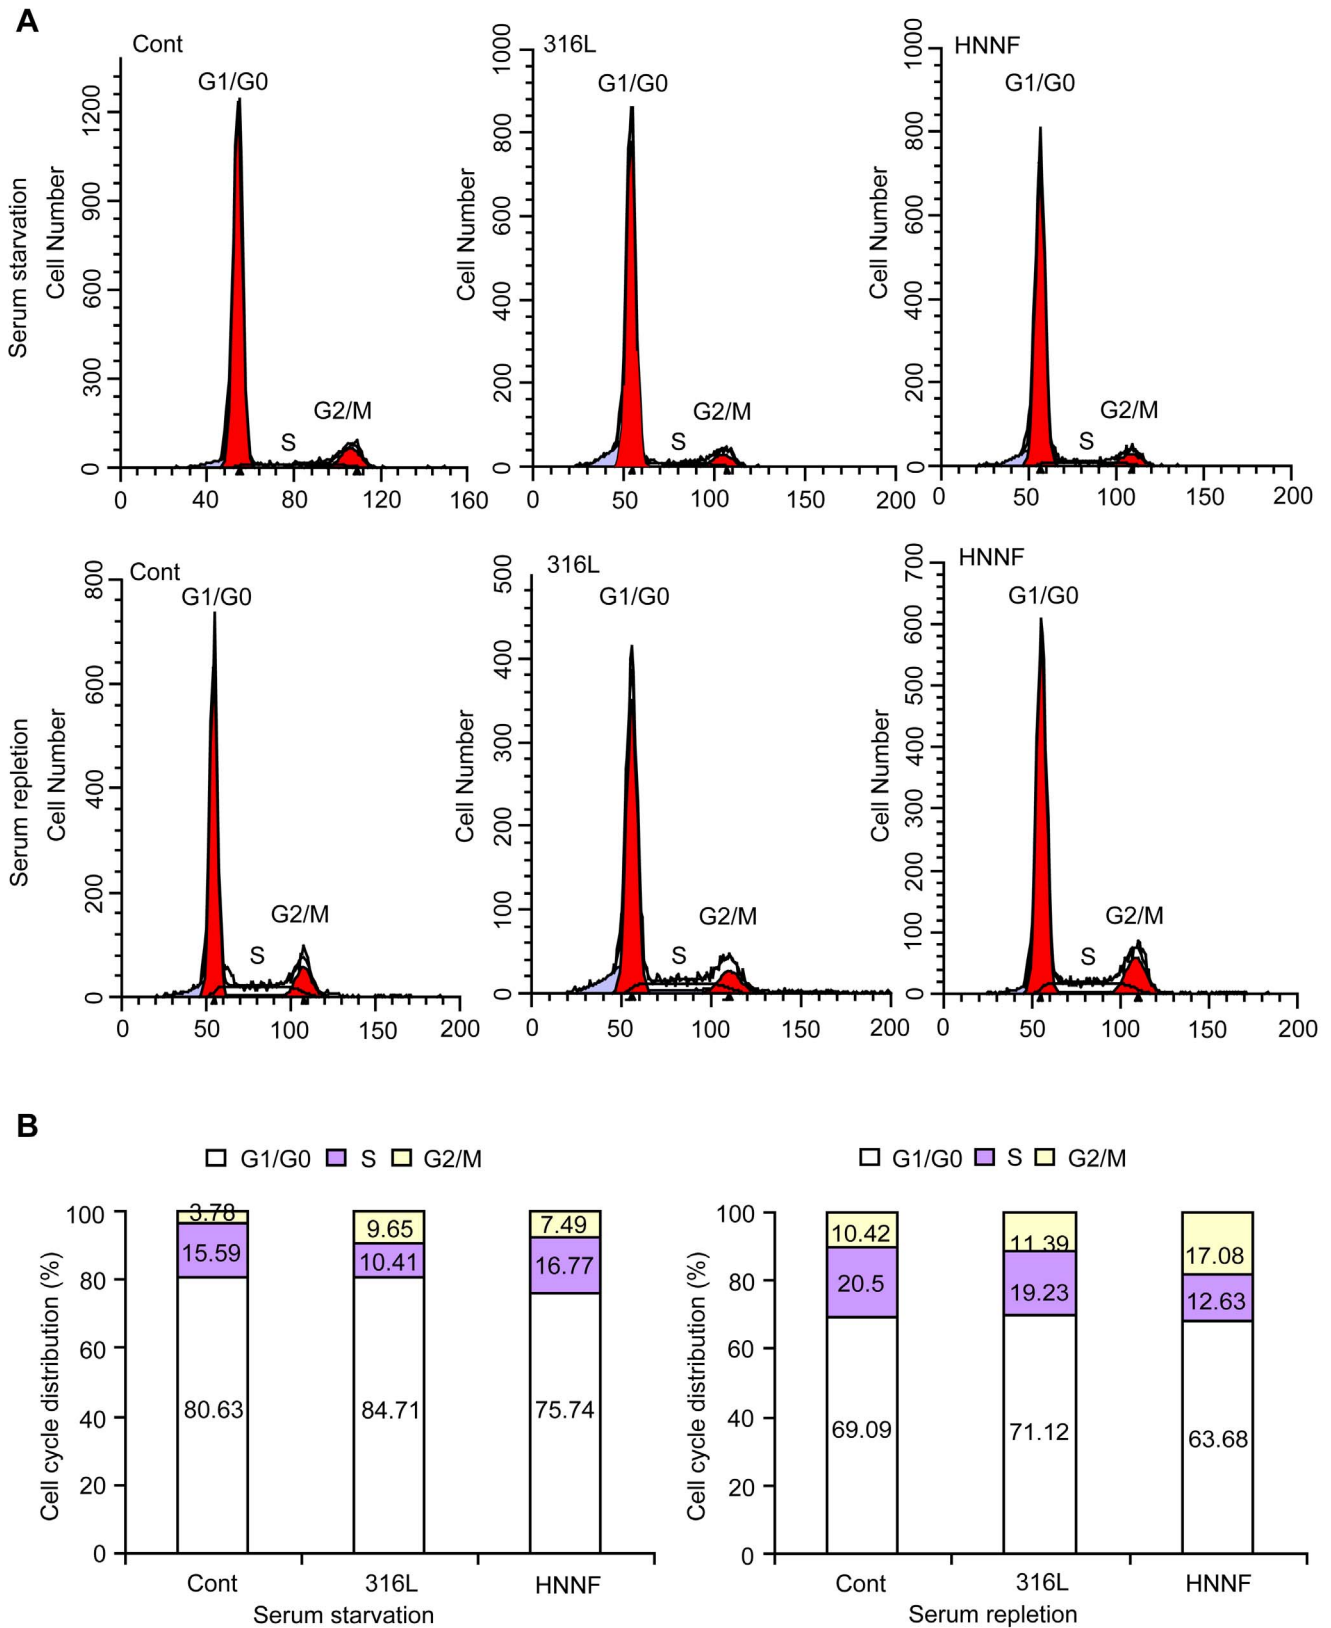 A
Cont
G1/G0
S
G2/M
Serum starvation
Cell Number
0
300
600
900
1200
0 40 80 120 160
316L
G1/G0
S
G2/M
Cell Number
0
200
400
600
800
1000
0 50 100 150 200
HNNF
G1/G0
S
G2/M
Cell Number
0
200
400
600
800
1000
0 50 100 150 200
Cont
G1/G0
S
G2/M
Serum repletion
Cell Number
0
200
400
600
800
0 50 100 150 200
316L
G1/G0
S
G2/M
Cell Number
0
100
200
300
400
500
0 50 100 150 200
HNNF
G1/G0
S
G2/M
Cell Number
0
100
200
300
400
500
600
700
0 50 100 150 200
B
G1/G0 S G2/M
Cell cycle distribution (%)
100
80
60
40
20
0
3.78
15.59
80.63
9.65
10.41
84.71
7.49
16.77
75.74
Cont 316L HNNF
Serum starvation
G1/G0 S G2/M
Cell cycle distribution (%)
100
80
60
40
20
0
10.42
20.5
69.09
11.39
19.23
71.12
17.08
12.63
63.68
Cont 316L HNNF
Serum repletion